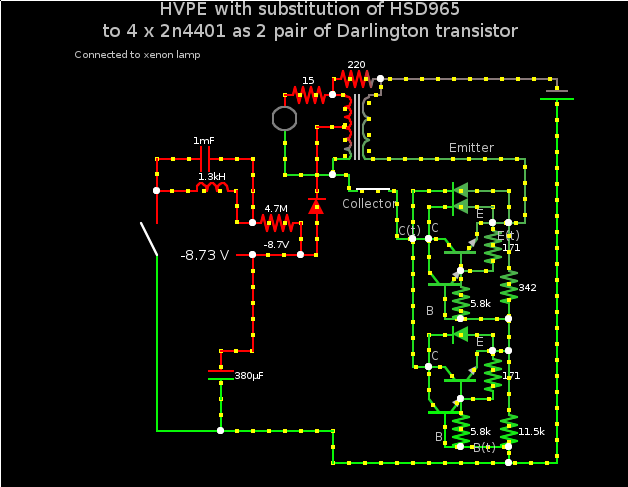 HVPE with substitution of HSD965
to 4 x 2n4401 as 2 pair of Darlington transistor
Connected to xenon lamp
220
15
1mF
Emitter
1.3kH
Collector
4.7M
E
C(t)
C
E(t)
-8.7V
171
-8.73 V
342
5.8k
B
E
C
380µF
171
5.8k
11.5k
B
B(t)